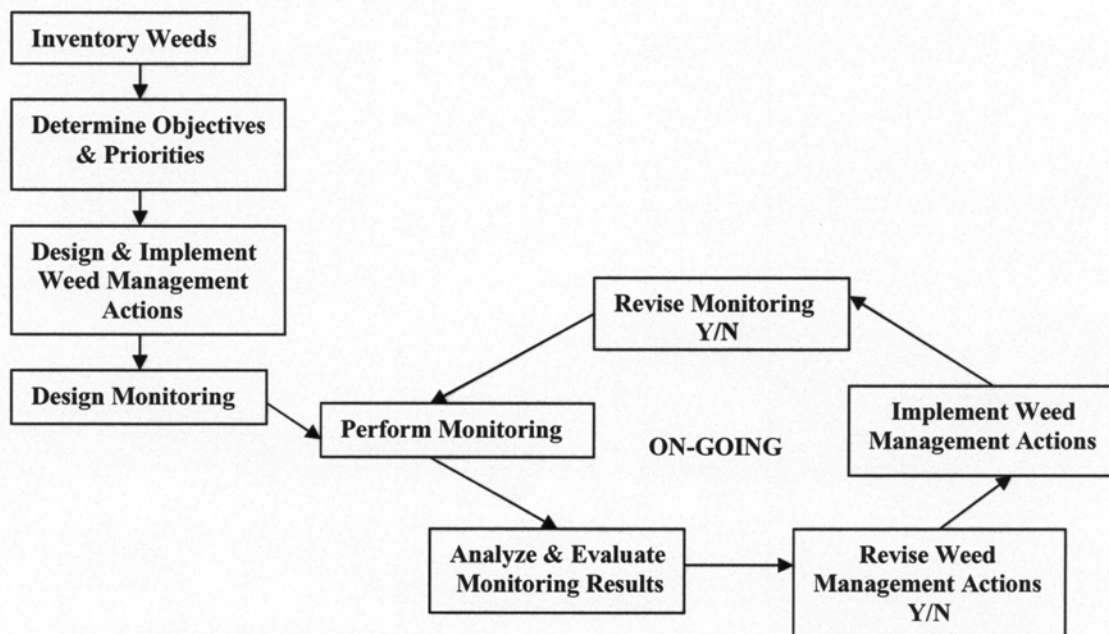 Inventory Weeds
Determine Objectives
& Priorities
Design & Implement
Weed Management
Actions
Design Monitoring
Revise Monitoring
Y/N
Perform Monitoring
ON-GOING
Implement Weed
Management Actions
Analyze & Evaluate
Monitoring Results
Revise Weed
Management Actions
Y/N